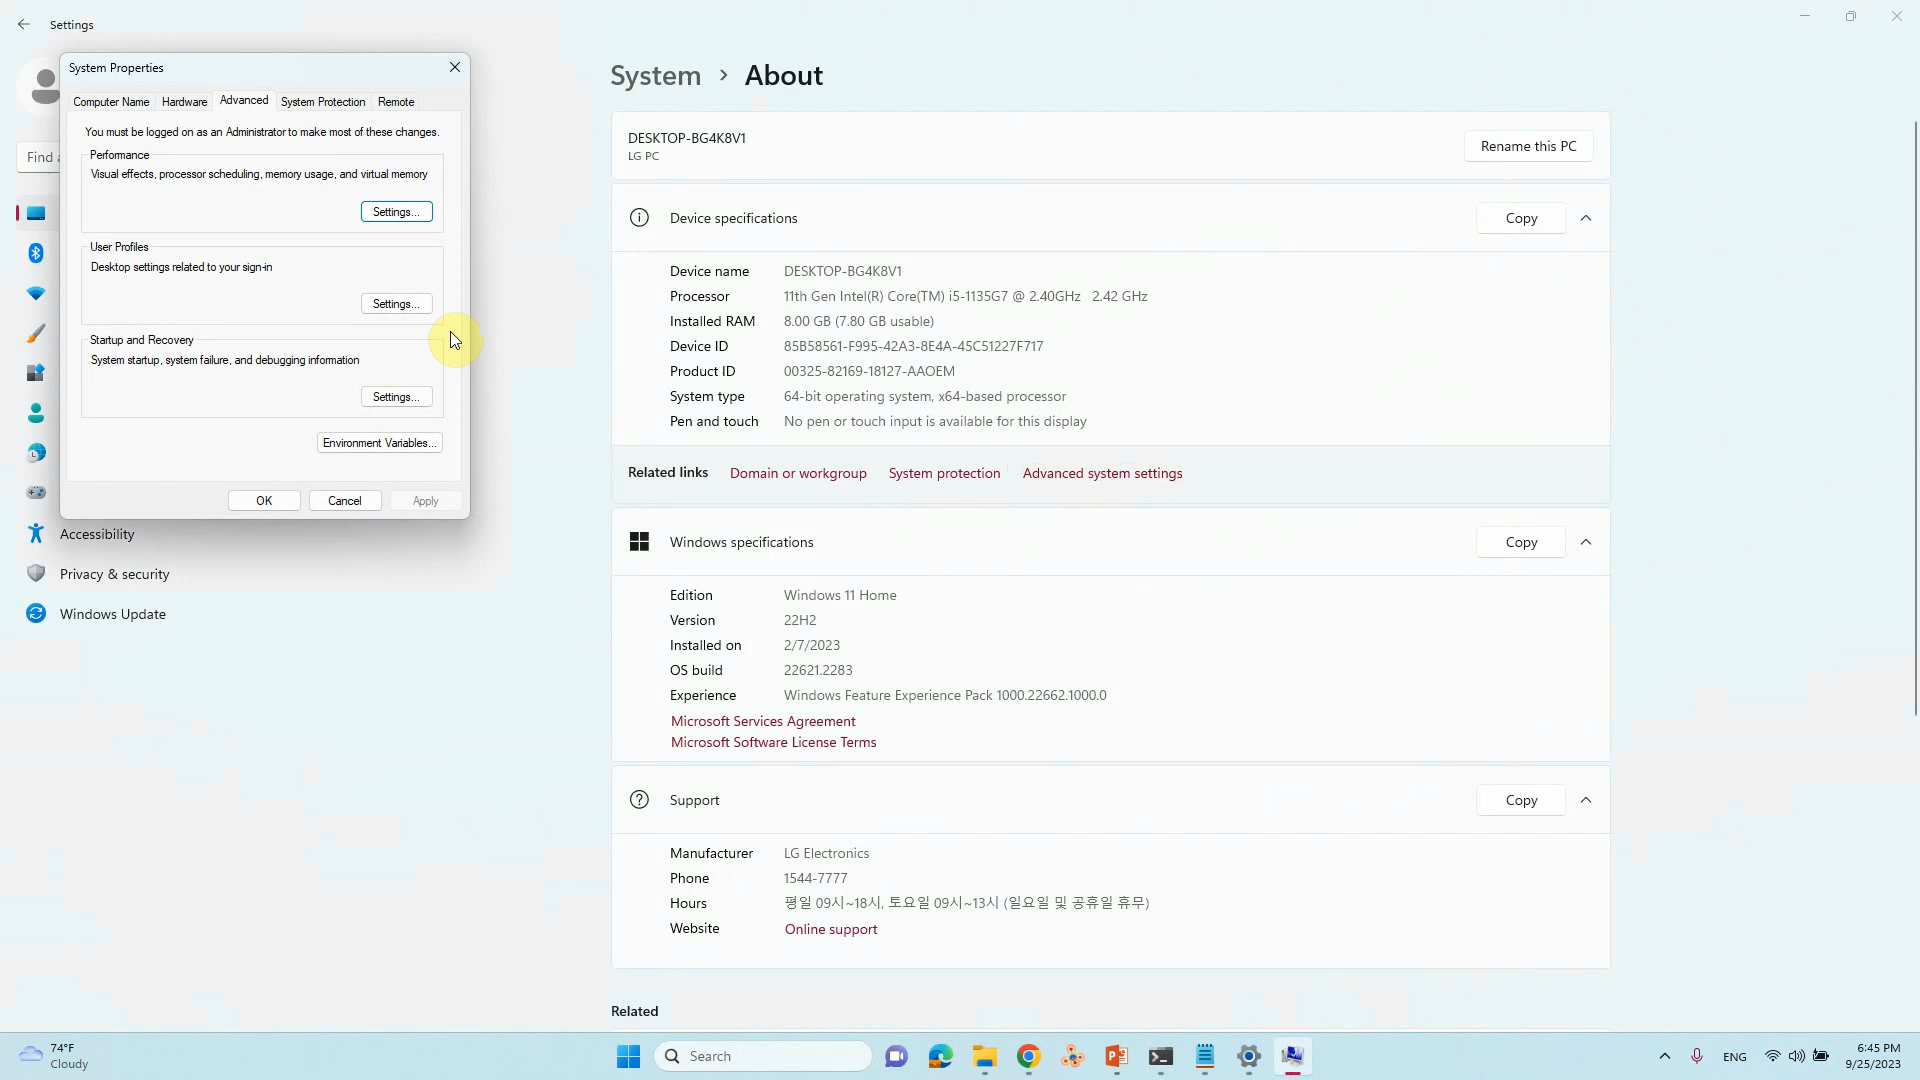 Settings
System Properties
Computer Name
Hardware
Advanced
System Protection
Remote
You must be logged on as an Administrator to make most of these changes.
Performance
Visual effects, processor scheduling, memory usage, and virtual memory
Settings...
User Profiles
Desktop settings related to your sign-in
Settings...
Startup and Recovery
System startup, system failure, and debugging information
Settings...
Environment Variables...
OK
Cancel
Apply
Find
Accessibility
Privacy & security
Windows Update
System > About
DESKTOP-BG4K8V1
LG PC
Rename this PC
Device specifications
Copy
Device name DESKTOP-BG4K8V1
Processor 11th Gen Intel(R) Core(TM) i5-1135G7 @ 2.40GHz 2.42 GHz
Installed RAM 8.00 GB (7.80 GB usable)
Device ID 85B58561-F995-42A3-8E4A-45C51227F717
Product ID 00325-82169-18127-AAOEM
System type 64-bit operating system, x64-based processor
Pen and touch No pen or touch input is available for this display
Related links Domain or workgroup System protection Advanced system settings
Windows specifications
Copy
Edition Windows 11 Home
Version 22H2
Installed on 2/7/2023
OS build 22621.2283
Experience Windows Feature Experience Pack 1000.22662.1000.0
Microsoft Services Agreement
Microsoft Software License Terms
Support
Copy
Manufacturer LG Electronics
Phone 1544-7777
Hours 평일 09시~18시, 토요일 09시~13시 (일요일 및 공휴일 휴무)
Website Online support
Related
74°F
Cloudy
Search
ENG
6:45 PM
9/25/2023